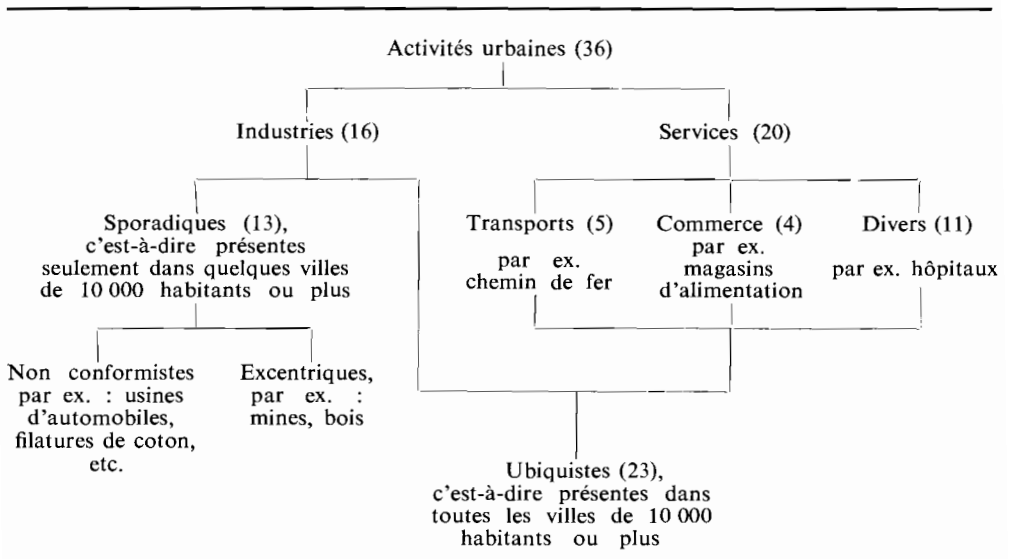 Activités urbaines (36)
Industries (16)
Services (20)
Sporadiques (13),
c'est-à-dire présentes
seulement dans quelques villes
de 10 000 habitants ou plus
Transports (5)
par ex.
chemin de fer
Commerce (4)
par ex.
magasins
d'alimentation
Divers (11)
par ex. hôpitaux
Non conformistes
par ex. : usines
d'automobiles,
filatures de coton,
etc.
Excentriques,
par ex. :
mines, bois
Ubiquistes (23),
c'est-à-dire présentes dans
toutes les villes de 10 000
habitants ou plus